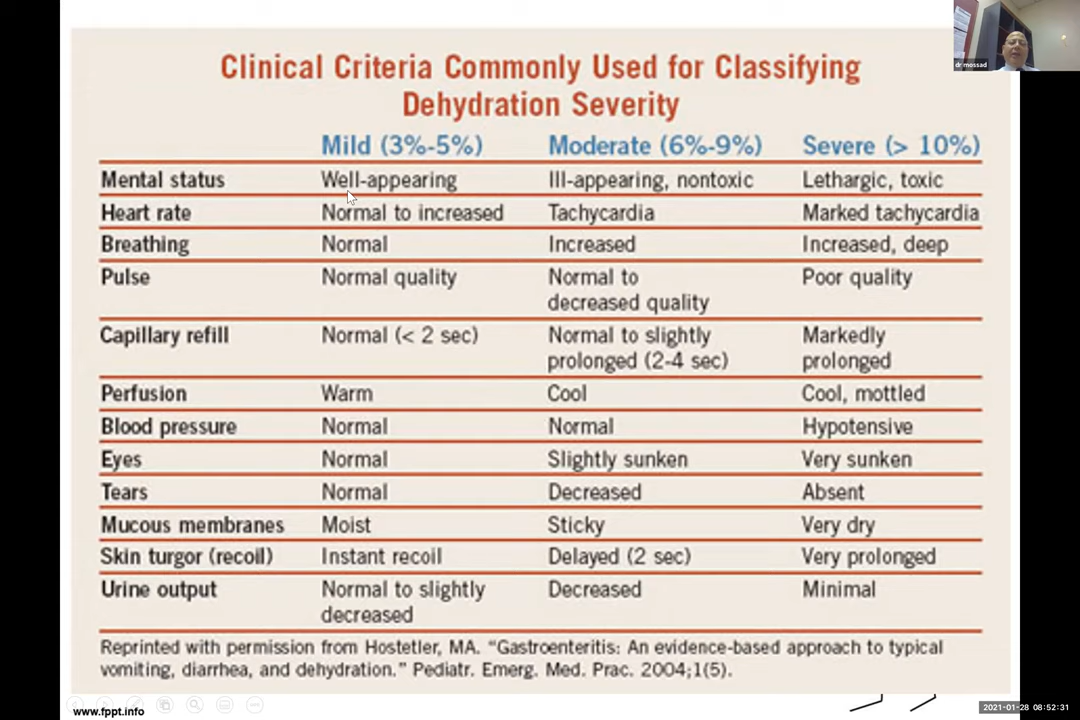 Clinical Criteria Commonly Used for Classifying
Dehydration Severity
Mild (3%-5%) Moderate (6%-9%) Severe (> 10%)
Mental status Well-appearing Ill-appearing, nontoxic Lethargic, toxic
Heart rate Normal to increased Tachycardia Marked tachycardia
Breathing Normal Increased Increased, deep
Pulse Normal quality Normal to Poor quality
decreased quality
Capillary refill Normal (< 2 sec) Normal to slightly Markedly
prolonged (2-4 sec) prolonged
Perfusion Warm Cool Cool, mottled
Blood pressure Normal Normal Hypotensive
Eyes Normal Slightly sunken Very sunken
Tears Normal Decreased Absent
Mucous membranes Moist Sticky Very dry
Skin turgor (recoil) Instant recoil Delayed (2 sec) Very prolonged
Urine output Normal to slightly Decreased Minimal
decreased
Reprinted with permission from Hostetler, MA. “Gastroenteritis: An evidence-based approach to typical
vomiting, diarrhea, and dehydration.” Pediatr. Emerg. Med. Prac. 2004;1(5).
dr mossad
www.fppt.info
2021-01-28 08:52:31